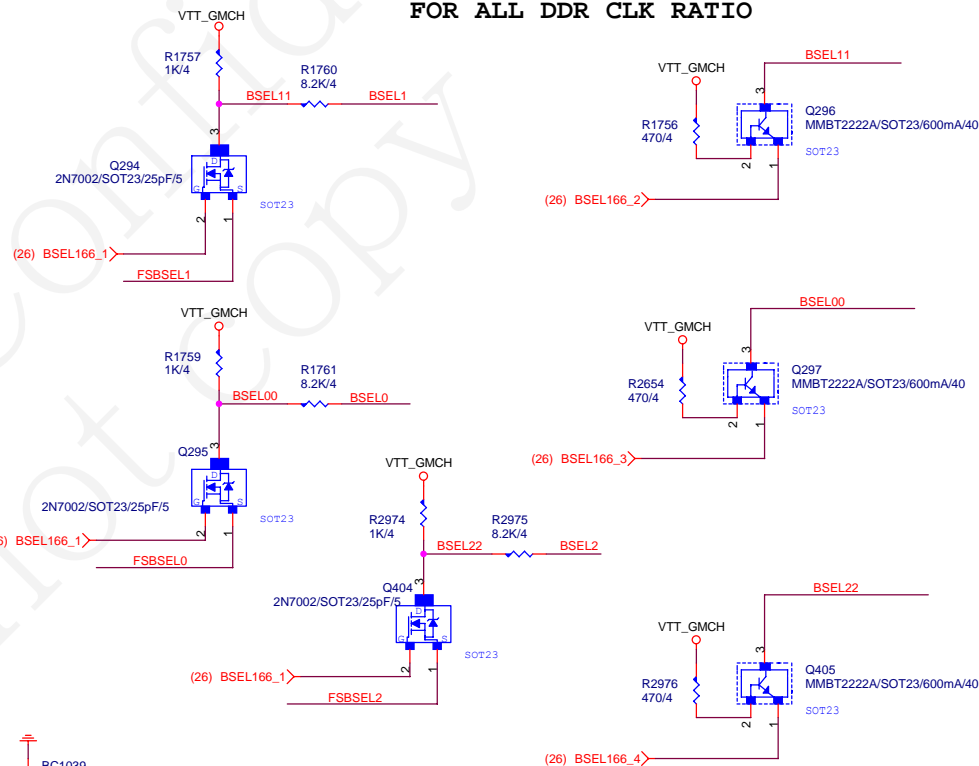 FOR ALL DDR CLK RATIO
VTT_GMCH
R1757
1K/4
R1760
8.2K/4
BSEL11
BSEL1
3
Q294
2N7002/SOT23/25pF/5
D
G
S
SOT23
2
1
(26) BSEL166_1
FSBSEL1
VTT_GMCH
R1756
470/4
BSEL11
3
Q296
MMBT2222A/SOT23/600mA/40
SOT23
2
1
(26) BSEL166_2
VTT_GMCH
R1759
1K/4
R1761
8.2K/4
BSEL00
BSEL0
3
Q295
2N7002/SOT23/25pF/5
D
G
S
SOT23
2
1
6) BSEL166_1
FSBSEL0
VTT_GMCH
R2654
470/4
BSEL00
3
Q297
MMBT2222A/SOT23/600mA/40
SOT23
2
1
(26) BSEL166_3
VTT_GMCH
R2974
1K/4
R2975
8.2K/4
BSEL22
BSEL2
3
Q404
2N7002/SOT23/25pF/5
D
G
S
SOT23
2
1
(26) BSEL166_1
FSBSEL2
VTT_GMCH
R2976
470/4
BSEL22
3
Q405
MMBT2222A/SOT23/600mA/40
SOT23
2
1
(26) BSEL166_4
BC1039
Confid
not copy